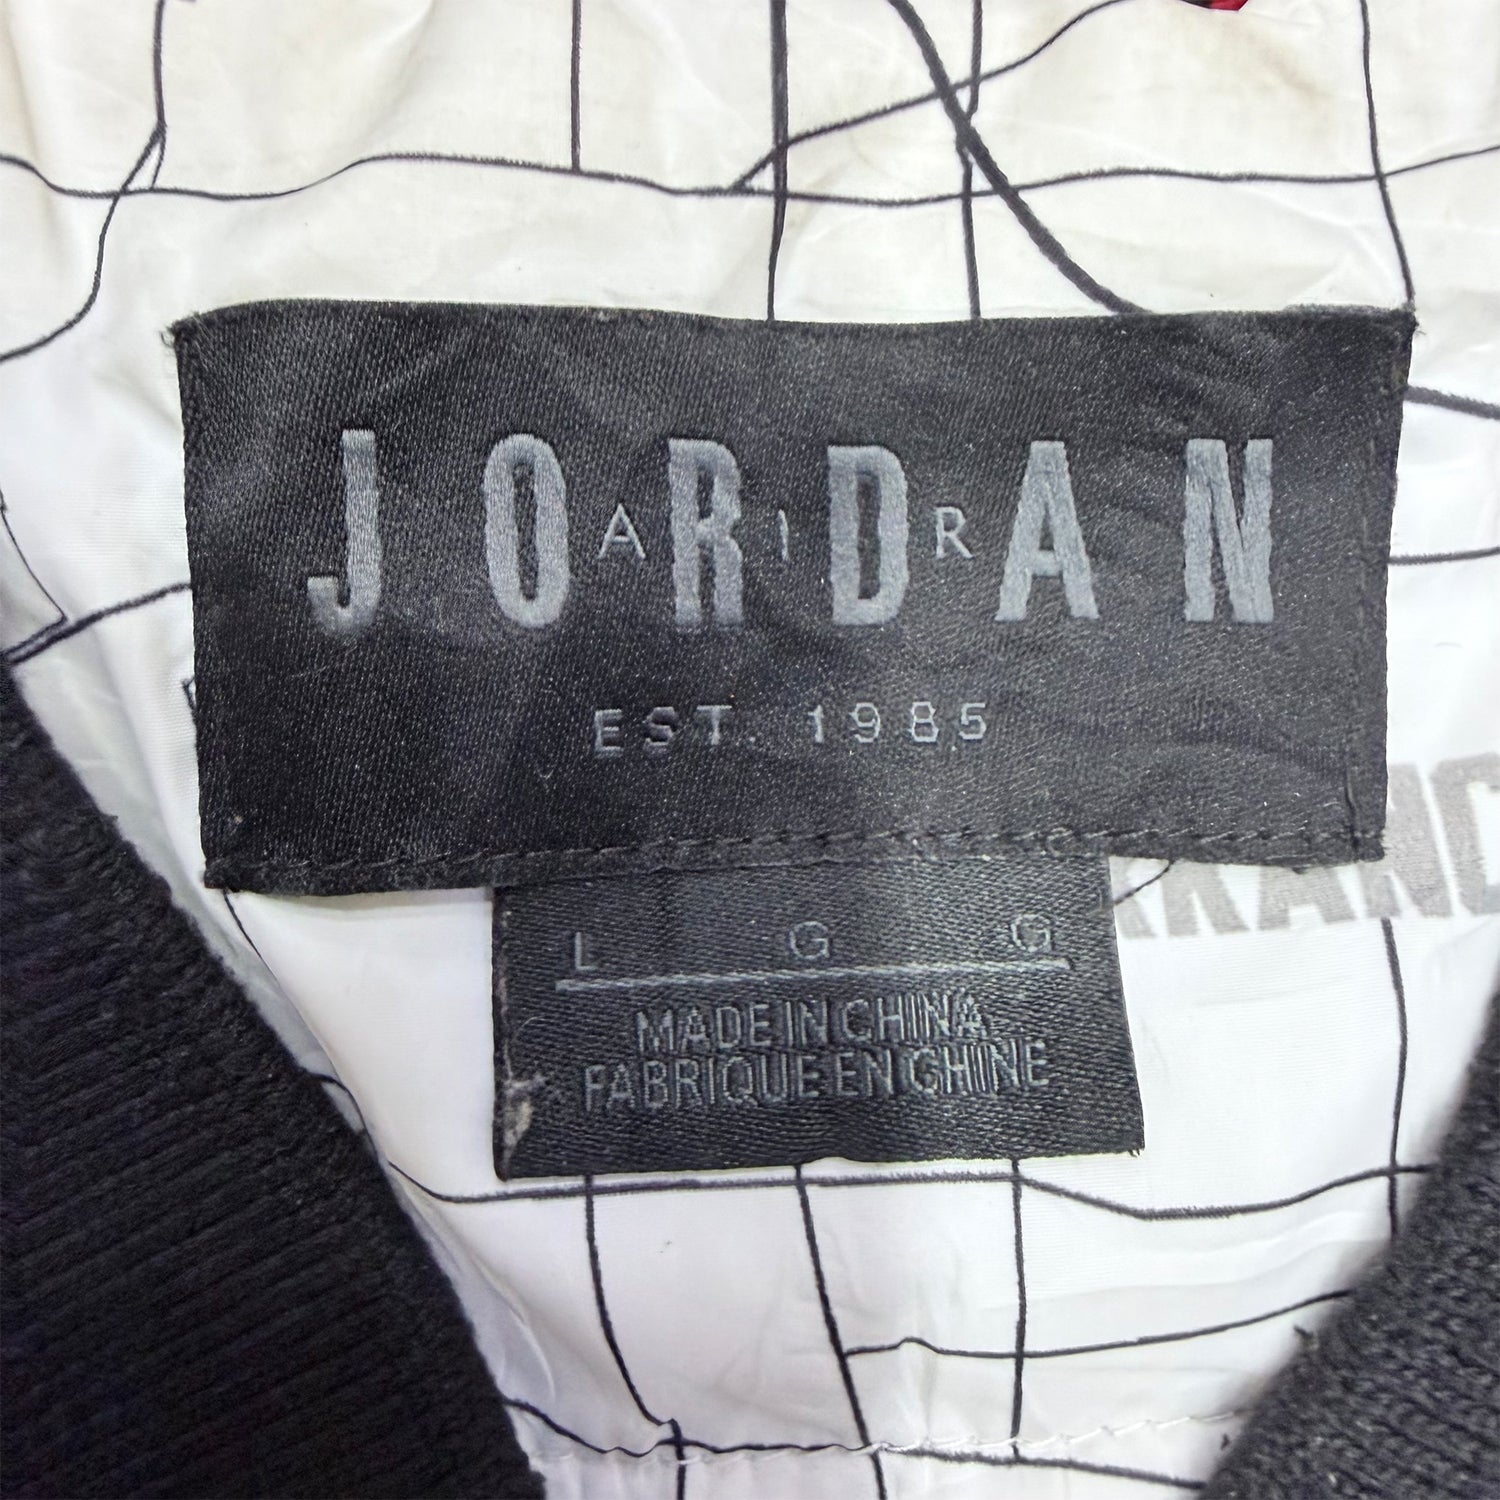 JORDAN
AIR
EST. 1985
L G G
MADE IN CHINA
FABRIQUE EN CHINE